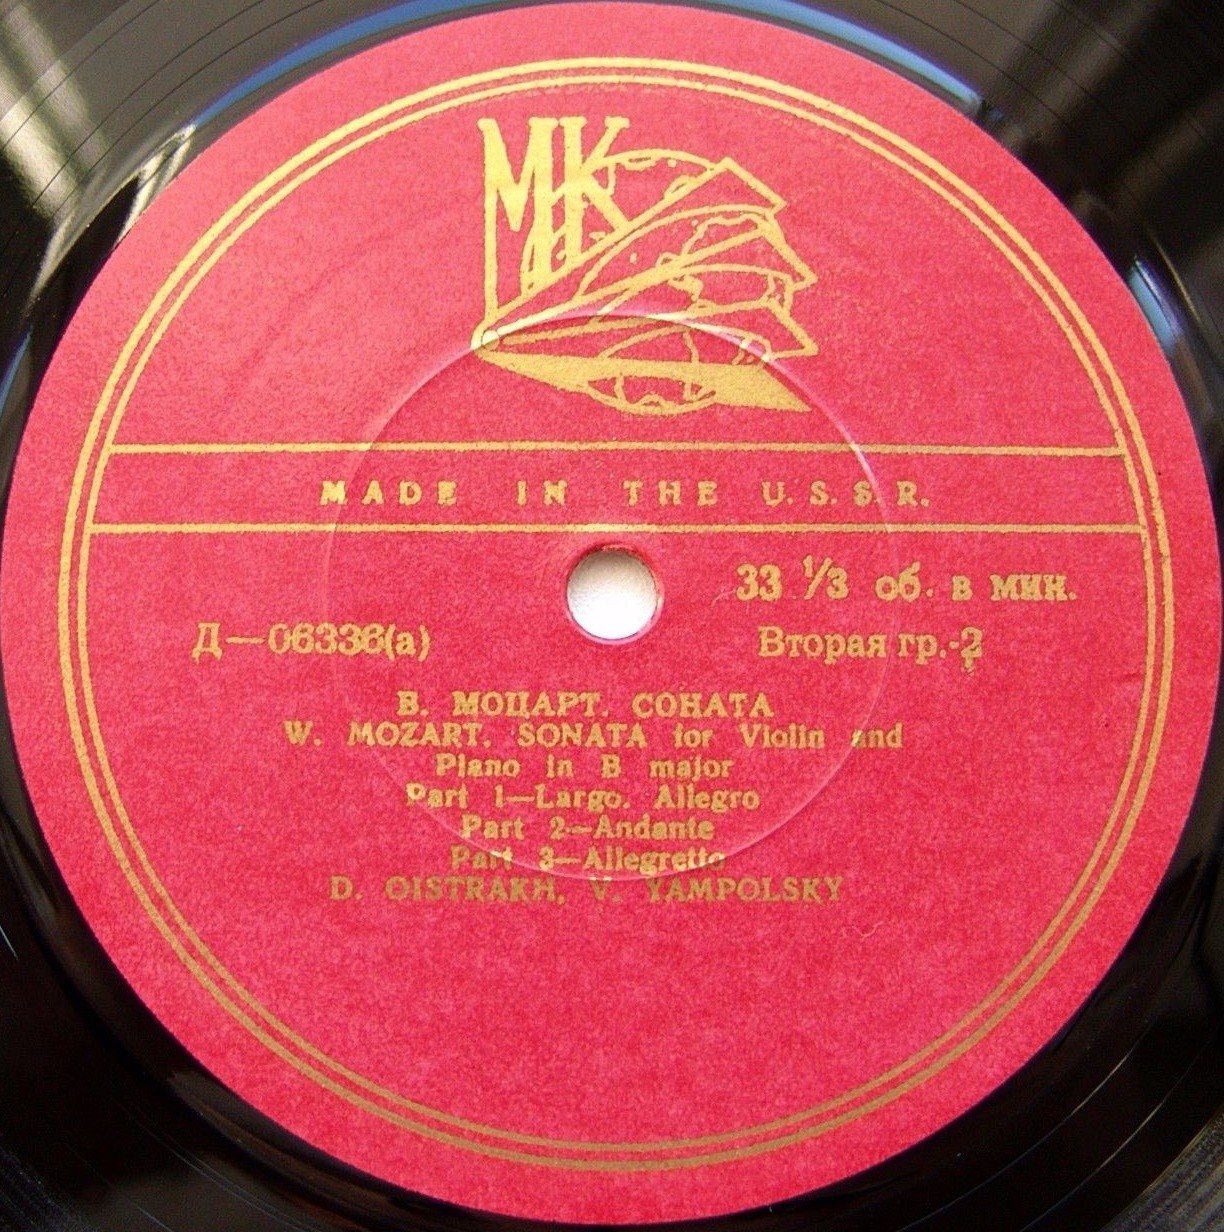 МК
MADE IN THE U.S.S.R.
33 1/3 об. в мин.
Д—06336(а)
Вторая гр.-2
В. МОЦАРТ. СОНАТА
W. MOZART. SONATA for Violin and
Piano in B major
Part 1—Largo. Allegro
Part 2—Andante
Part 3—Allegretto
D. OISTRAKH, V. YAMPOLSKY